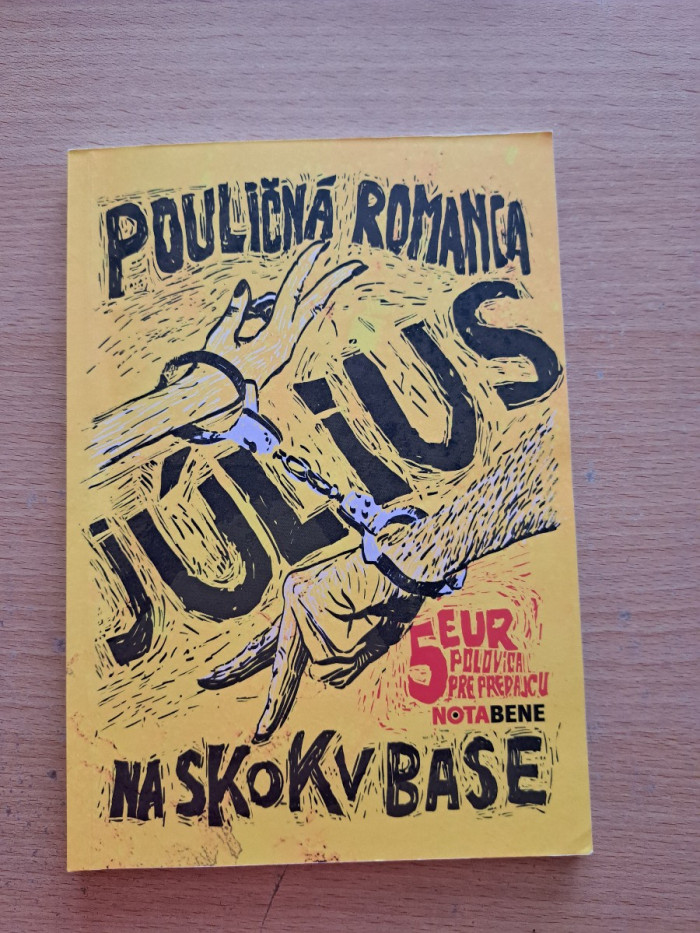 POULIČNÁ ROMANCA
JÚLiUS
5 EUR
POLOVICA
PRE PREDAJCU
NOTABENE
NA SKOK V BASE